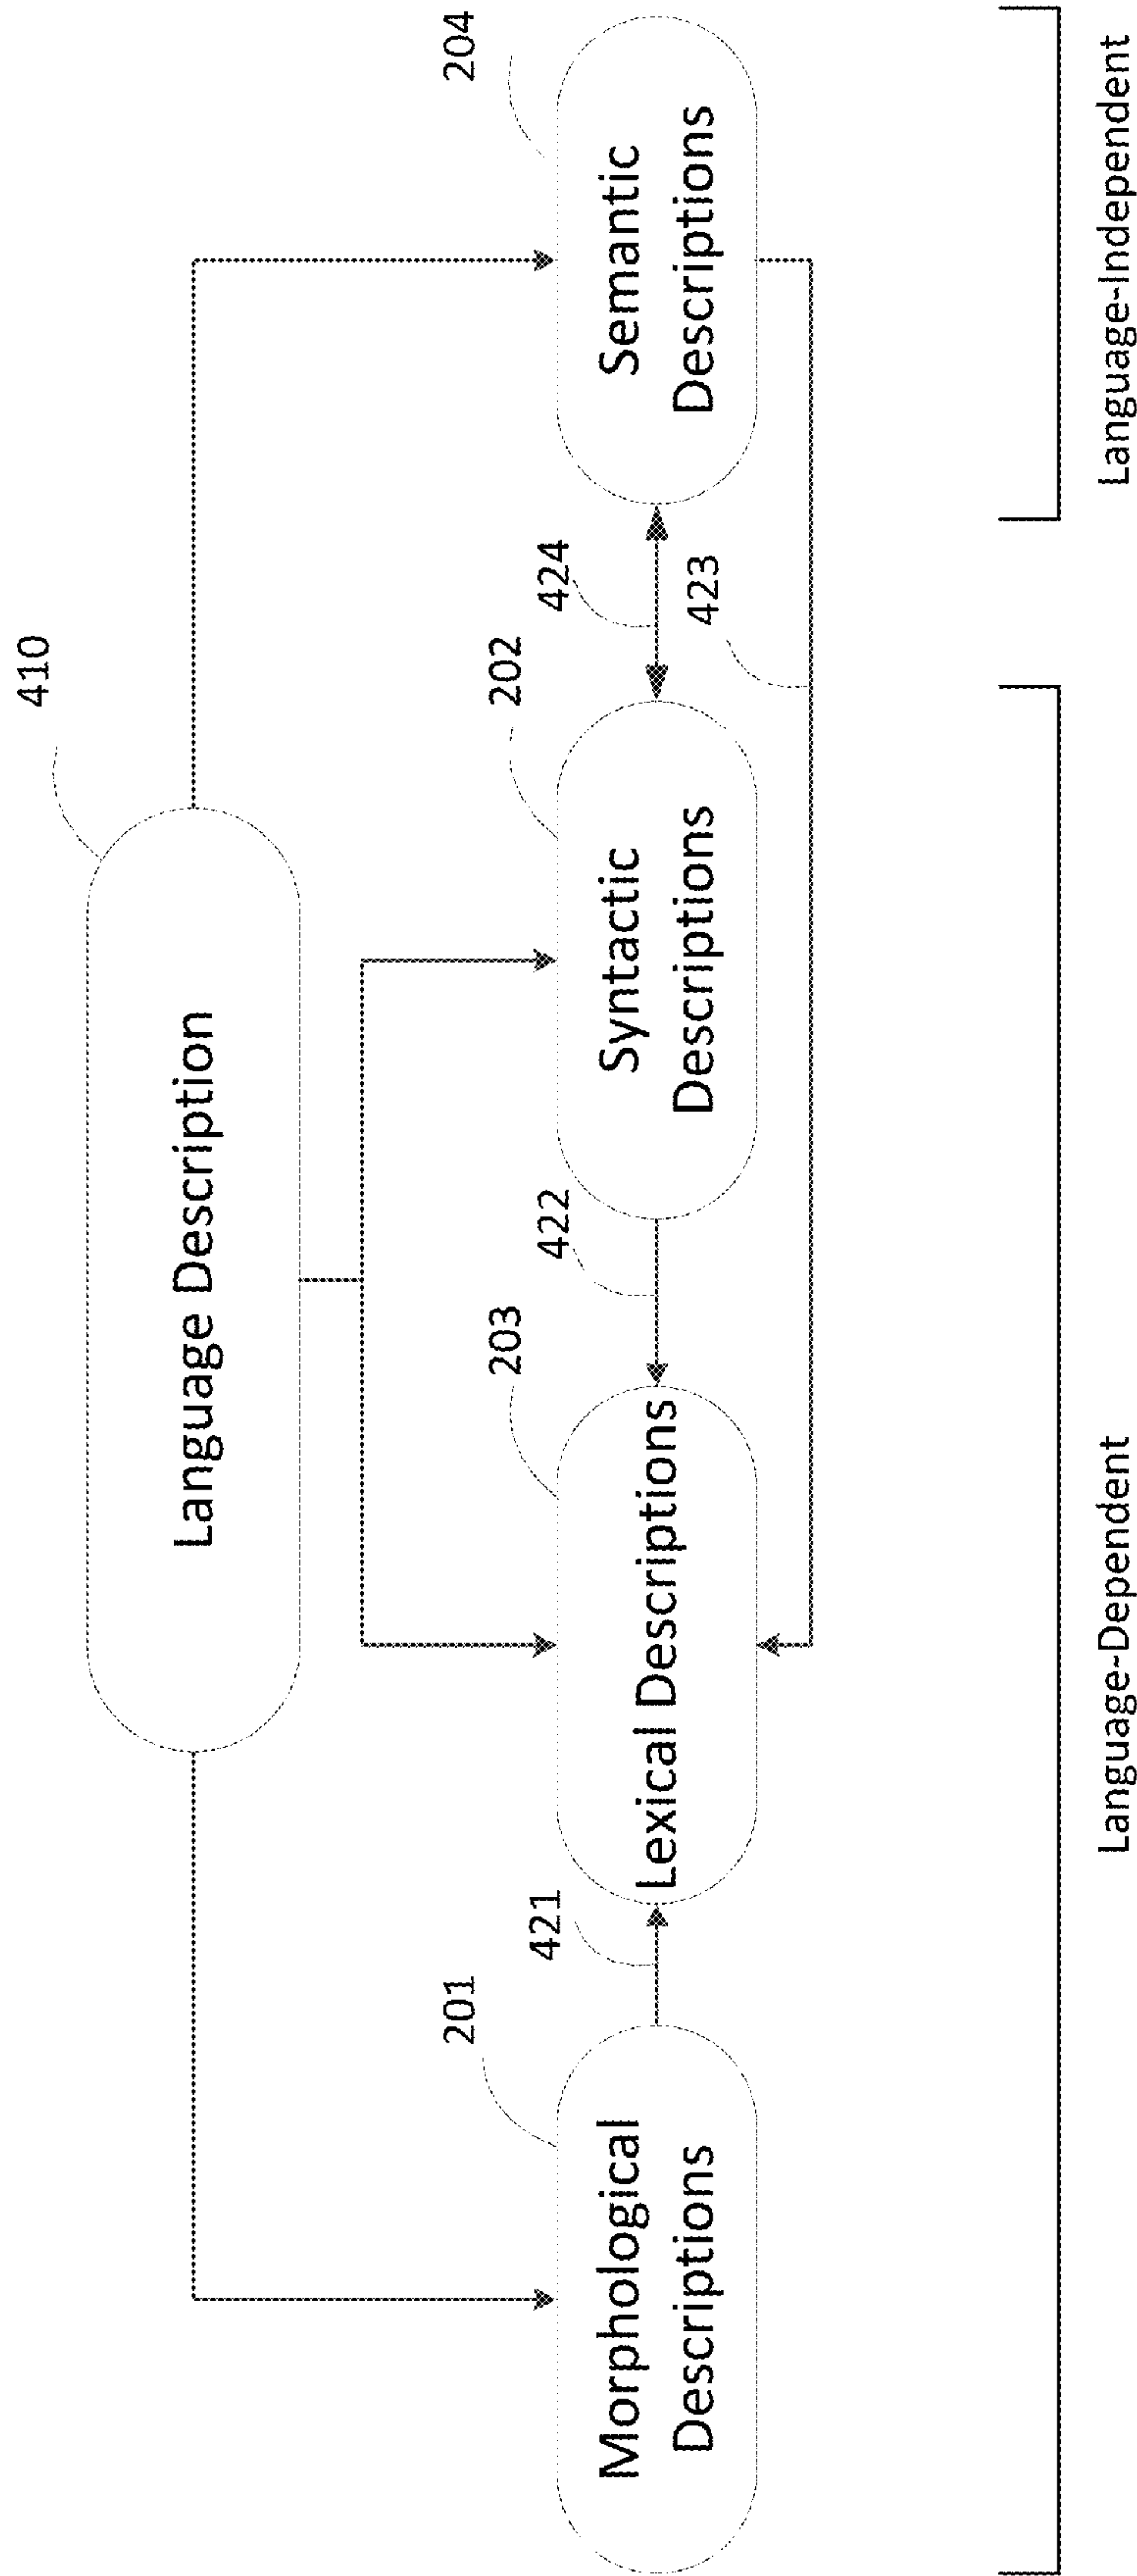 410
Language Description
201
203
202
204
421
422
424
423
Morphological
Descriptions
Lexical Descriptions
Syntactic
Descriptions
Semantic
Descriptions
Language-Dependent
Language-Independent